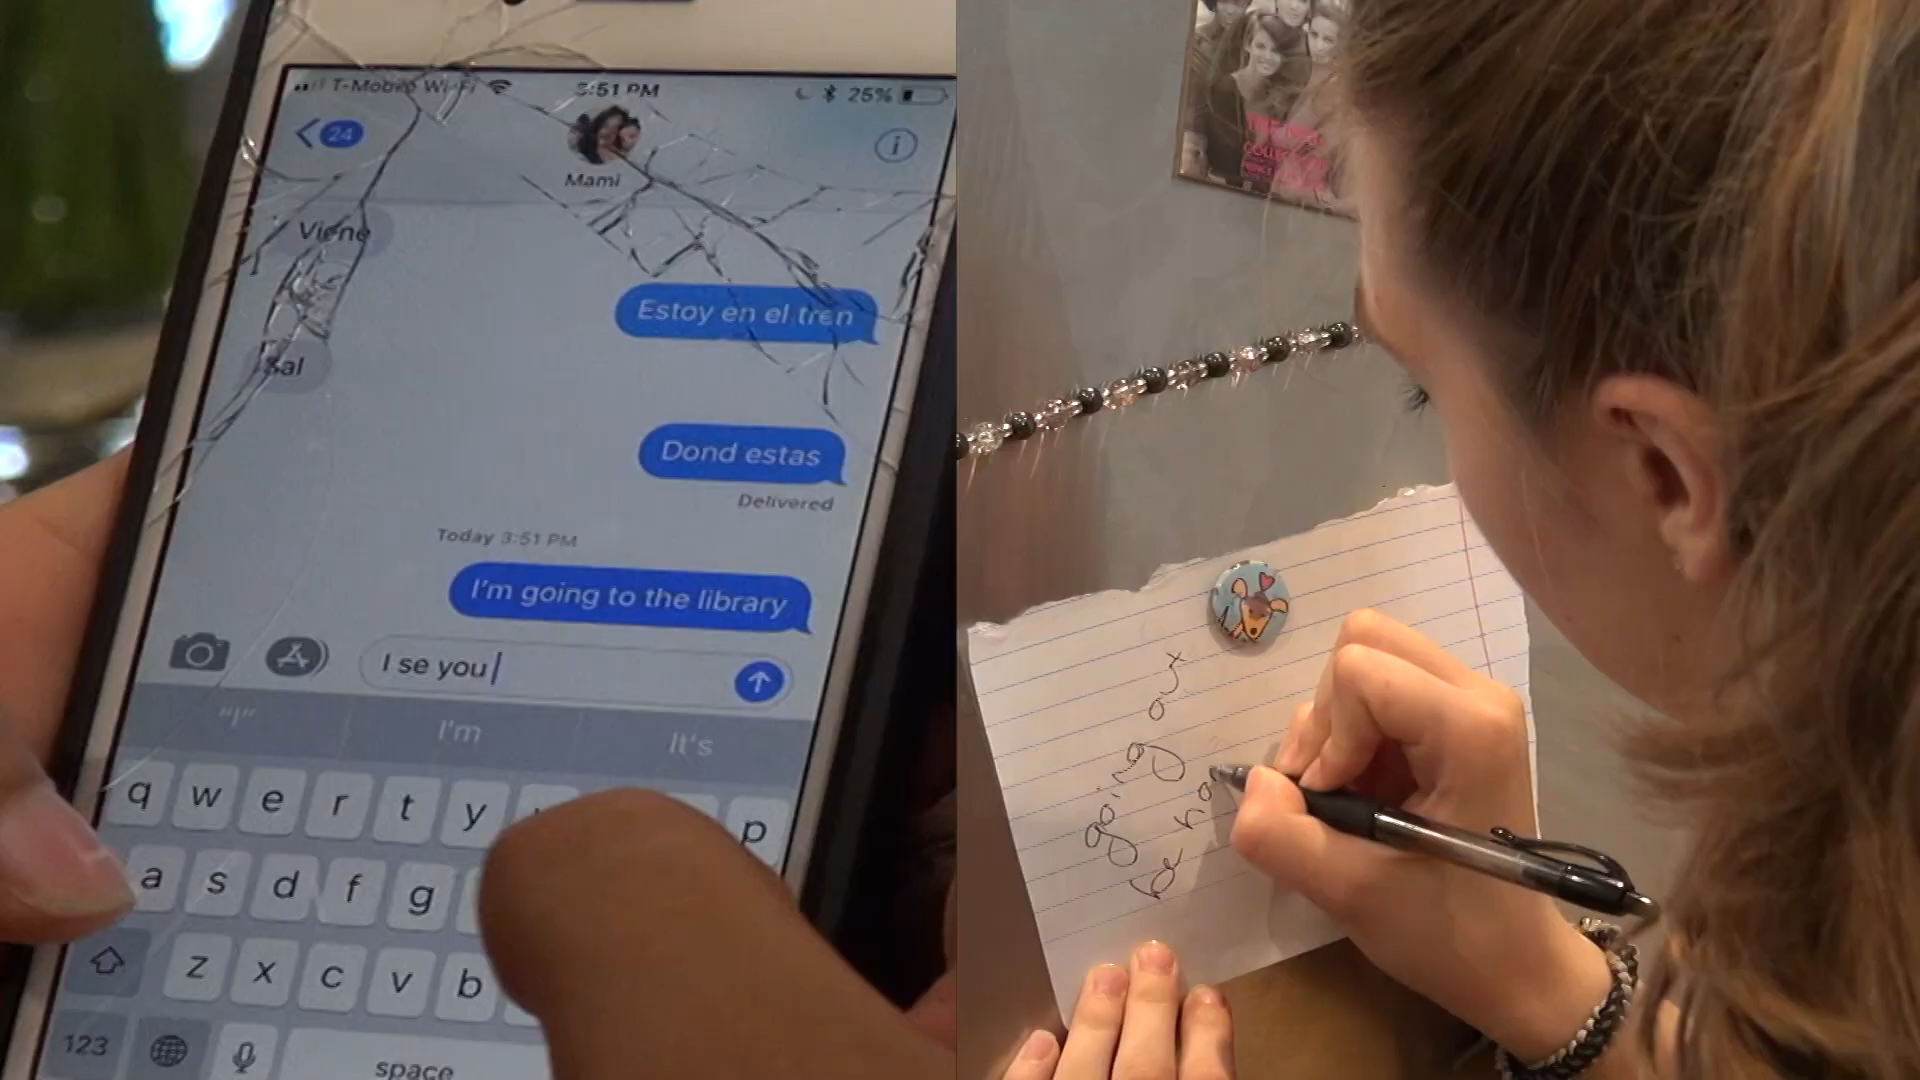 T-Mobile Wi-Fi
3:51 PM
25%
24
Mami
Viene
Estoy en el tren
Sal
Dond estas
Delivered
Today 3:51 PM
I'm going to the library
I se you
"I"
I'm
It's
q w e r t y p
a s d f g
z x c v b
123
space
going out
be